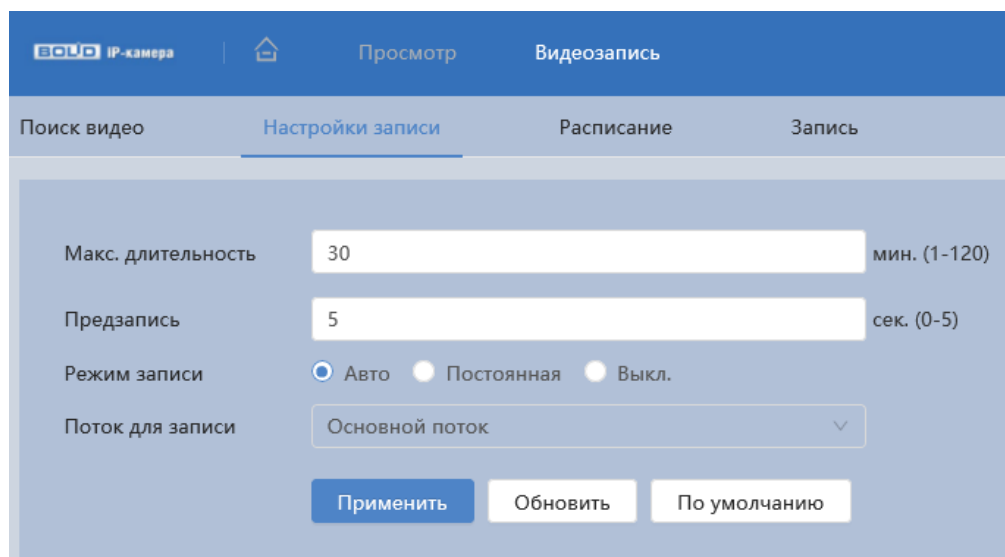 BOLID IP-камера Просмотр Видеозапись
Поиск видео Настройки записи Расписание Запись
Макс. длительность 30 мин. (1-120)
Предзапись 5 сек. (0-5)
Режим записи Авто Постоянная Выкл.
Поток для записи Основной поток
Применить Обновить По умолчанию